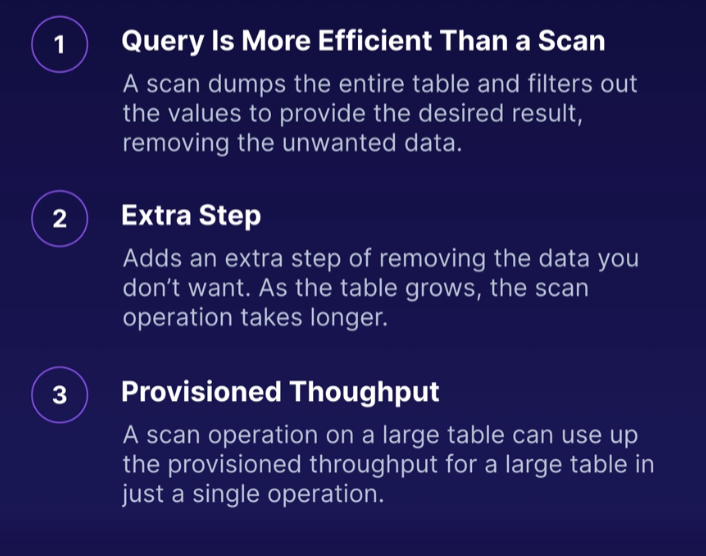 1
Query Is More Efficient Than a Scan
A scan dumps the entire table and filters out
the values to provide the desired result,
removing the unwanted data.
2
Extra Step
Adds an extra step of removing the data you
don't want. As the table grows, the scan
operation takes longer.
3
Provisioned Thoughput
A scan operation on a large table can use up
the provisioned throughput for a large table in
just a single operation.